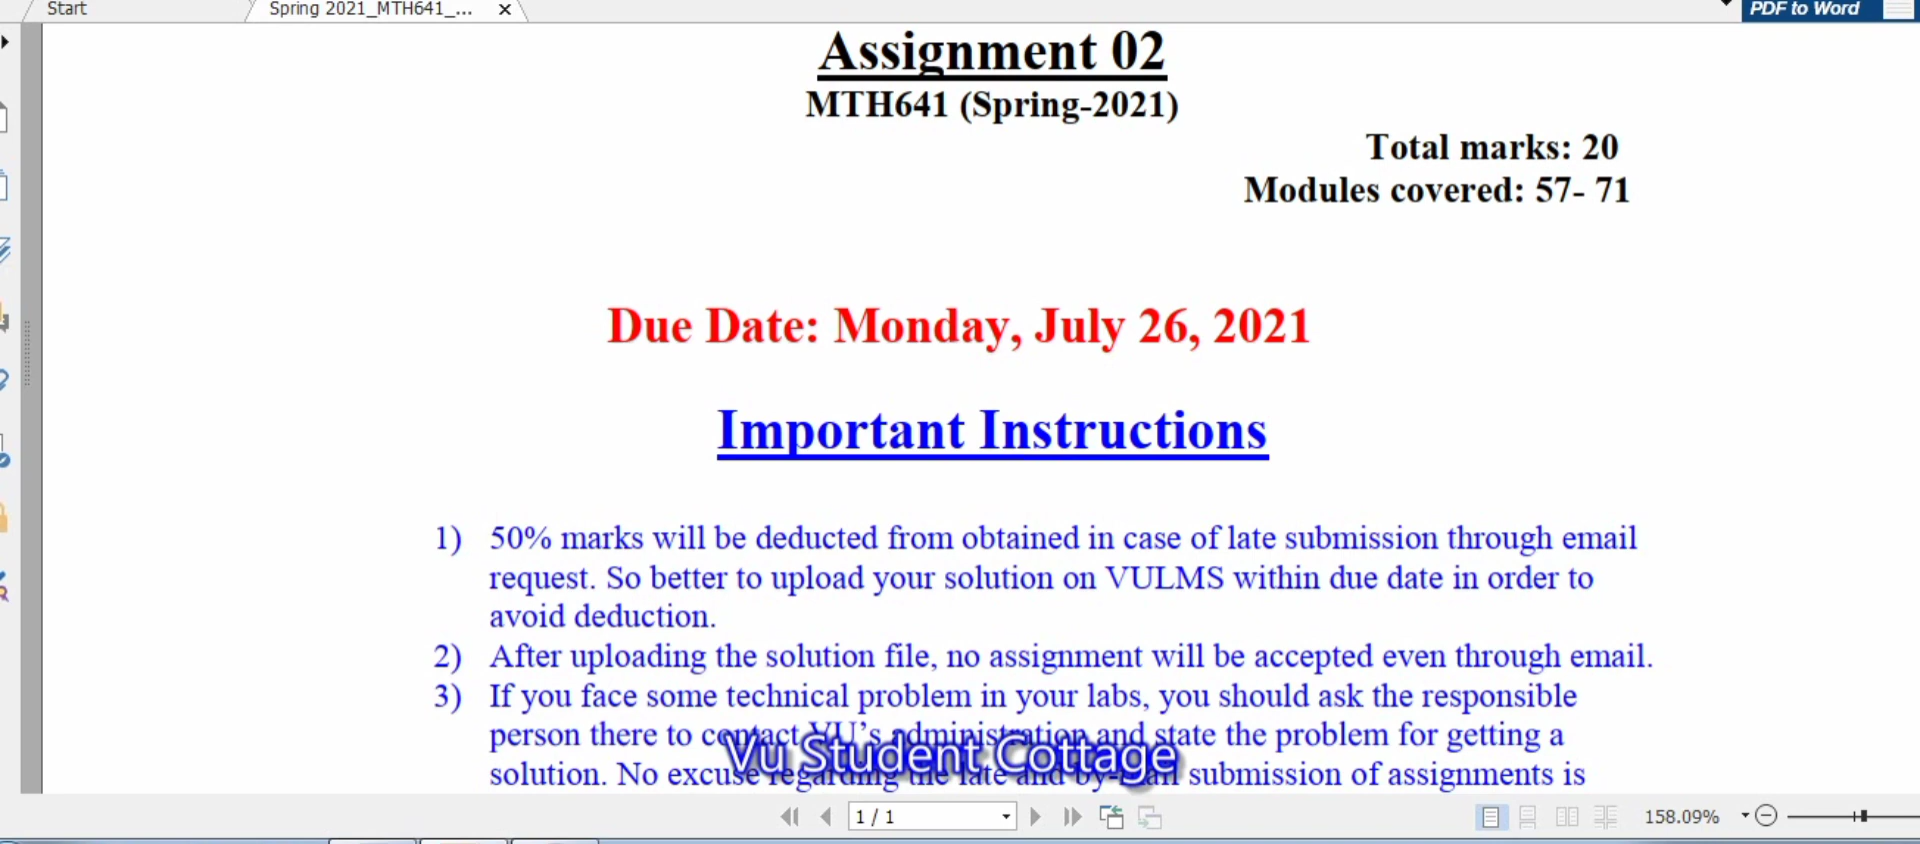 Start
Spring 2021_MTH641_...
PDF to Word
Assignment 02
MTH641 (Spring-2021)
Total marks: 20
Modules covered: 57- 71
Due Date: Monday, July 26, 2021
Important Instructions
1) 50% marks will be deducted from obtained in case of late submission through email
request. So better to upload your solution on VULMS within due date in order to
avoid deduction.
2) After uploading the solution file, no assignment will be accepted even through email.
3) If you face some technical problem in your labs, you should ask the responsible
person there to contact VU's administration and state the problem for getting a
Vu Student Cottage
solution. No excuse regarding the late and by-mail submission of assignments is
1 / 1
158.09%